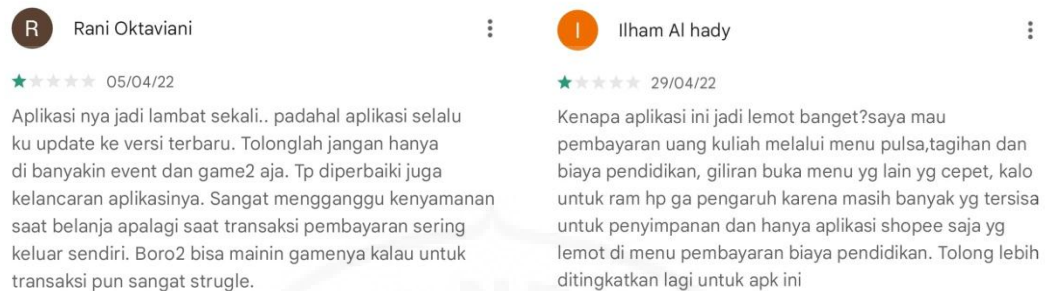 R Rani Oktaviani
05/04/22
Aplikasi nya jadi lambat sekali.. padahal aplikasi selalu
ku update ke versi terbaru. Tolonglah jangan hanya
di banyakin event dan game2 aja. Tp diperbaiki juga
kelancaran aplikasinya. Sangat mengganggu kenyamanan
saat belanja apalagi saat transaksi pembayaran sering
keluar sendiri. Boro2 bisa mainin gamenya kalau untuk
transaksi pun sangat strugle.
I Ilham Al hady
29/04/22
Kenapa aplikasi ini jadi lemot banget?saya mau
pembayaran uang kuliah melalui menu pulsa,tagihan dan
biaya pendidikan, giliran buka menu yg lain yg cepet, kalo
untuk ram hp ga pengaruh karena masih banyak yg tersisa
untuk penyimpanan dan hanya aplikasi shopee saja yg
lemot di menu pembayaran biaya pendidikan. Tolong lebih
ditingkatkan lagi untuk apk ini